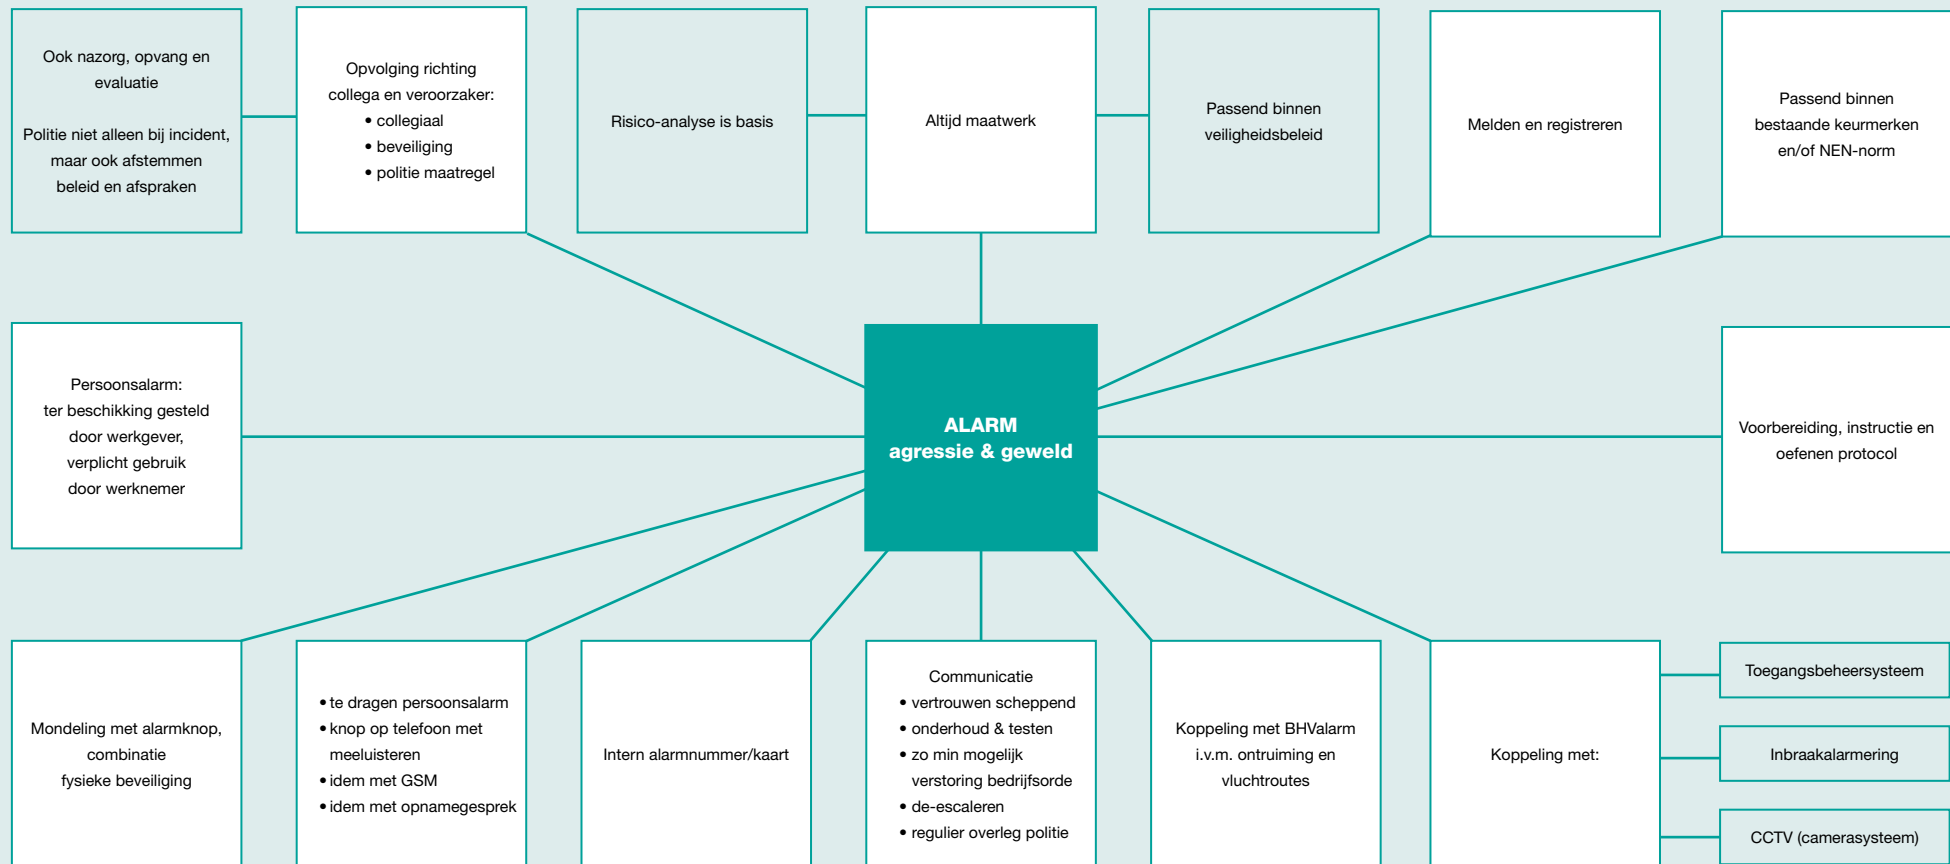 Ook nazorg, opvang en
evaluatie
Politie niet alleen bij incident,
maar ook afstemmen
beleid en afspraken
Opvolging richting
collega en veroorzaker:
• collegiaal
• beveiliging
• politie maatregel
Risico-analyse is basis
Altijd maatwerk
Passend binnen
veiligheidsbeleid
Melden en registreren
Passend binnen
bestaande keurmerken
en/of NEN-norm
Persoonsalarm:
ter beschikking gesteld
door werkgever,
verplicht gebruik
door werknemer
ALARM
agressie & geweld
Voorbereiding, instructie en
oefenen protocol
Mondeling met alarmknop,
combinatie
fysieke beveiliging
• te dragen persoonsalarm
• knop op telefoon met
meeluisteren
• idem met GSM
• idem met opnamegesprek
Intern alarmnummer/kaart
Communicatie
• vertrouwen scheppend
• onderhoud & testen
• zo min mogelijk
verstoring bedrijfsorde
• de-escaleren
• regulier overleg politie
Koppeling met BHValarm
i.v.m. ontruiming en
vluchtroutes
Koppeling met:
Toegangsbeheersysteem
Inbraakalarmering
CCTV (camerasysteem)